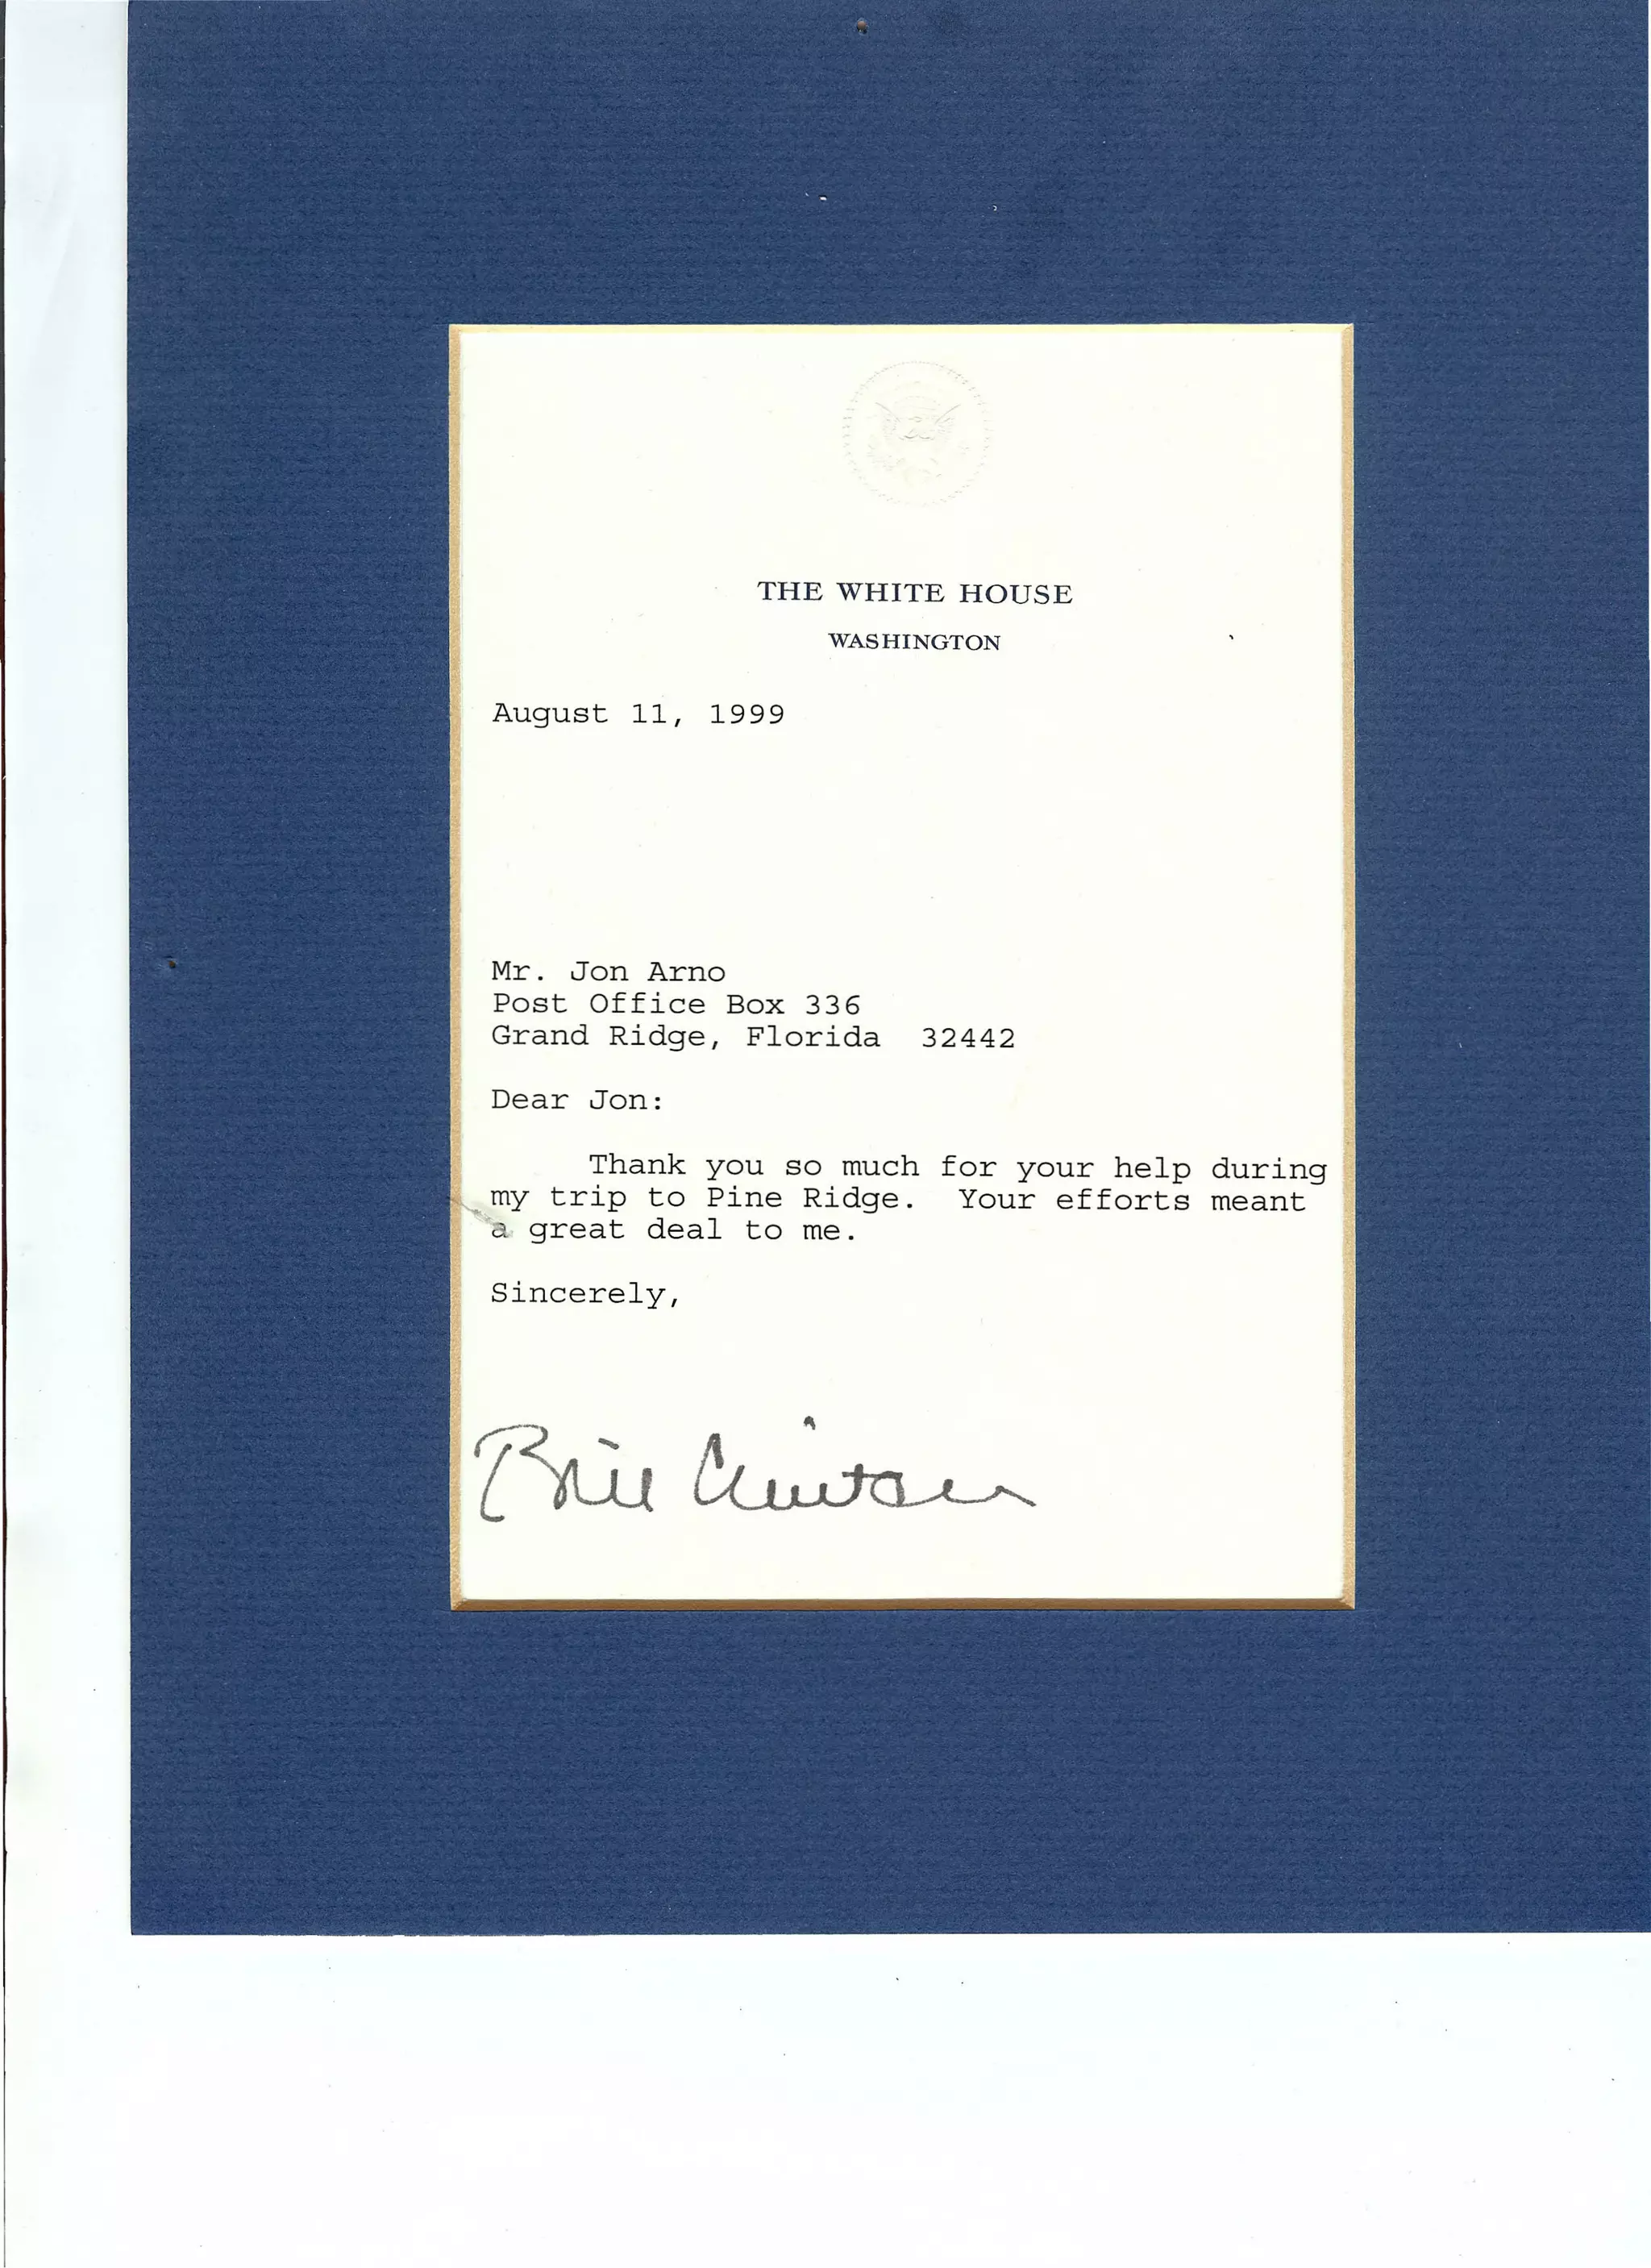 THE WHITE HOUSE
WASHINGTON
August 11, 1999
Mr. Jon Arno
Post Office Box 336
Grand Ridge, Florida 32442
Dear Jon:
Thank you so much for your help during
my trip to Pine Ridge. Your efforts meant
a great deal to me.
Sincerely,
Bill Clinton